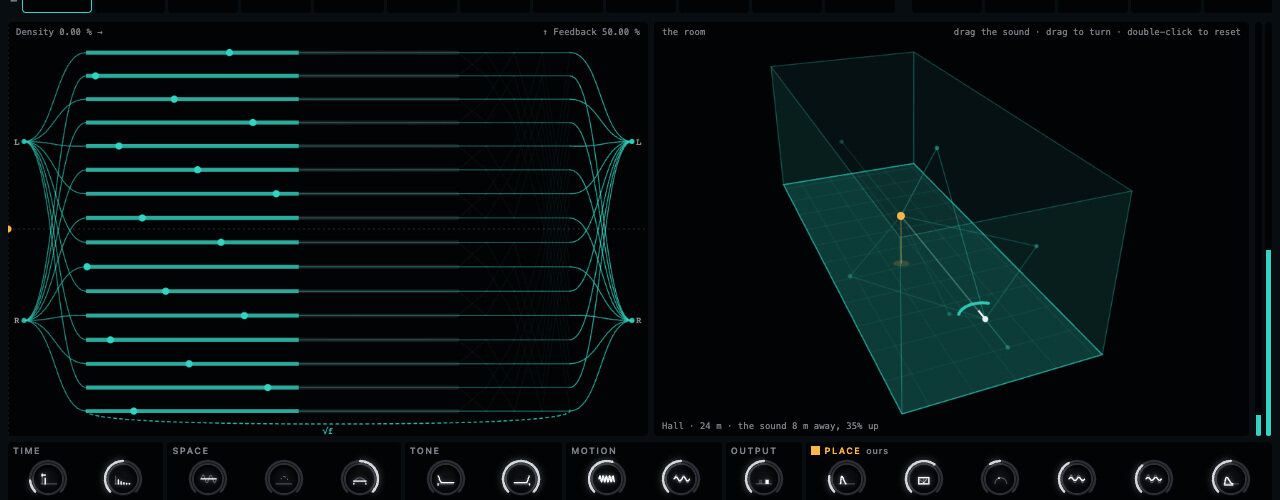 Density 0.00 % → ↑ Feedback 50.00 %
the room drag the sound · drag to turn · double-click to reset
L L
R R
√f
Hall · 24 m · the sound 8 m away, 35% up
TIME SPACE TONE MOTION OUTPUT PLACE ours